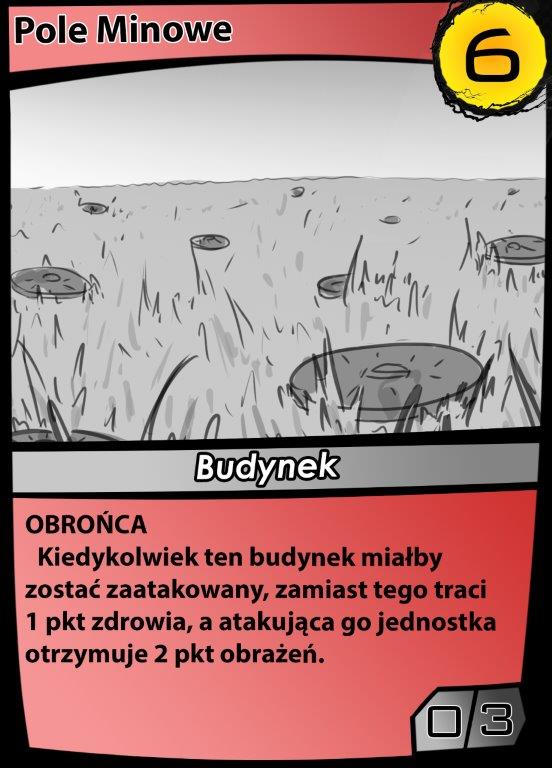 Pole Minowe
6
Budynek
OBROŃCA
Kiedykolwiek ten budynek miałby
zostać zaatakowany, zamiast tego traci
1 pkt zdrowia, a atakująca go jednostka
otrzymuje 2 pkt obrażeń.
0/3